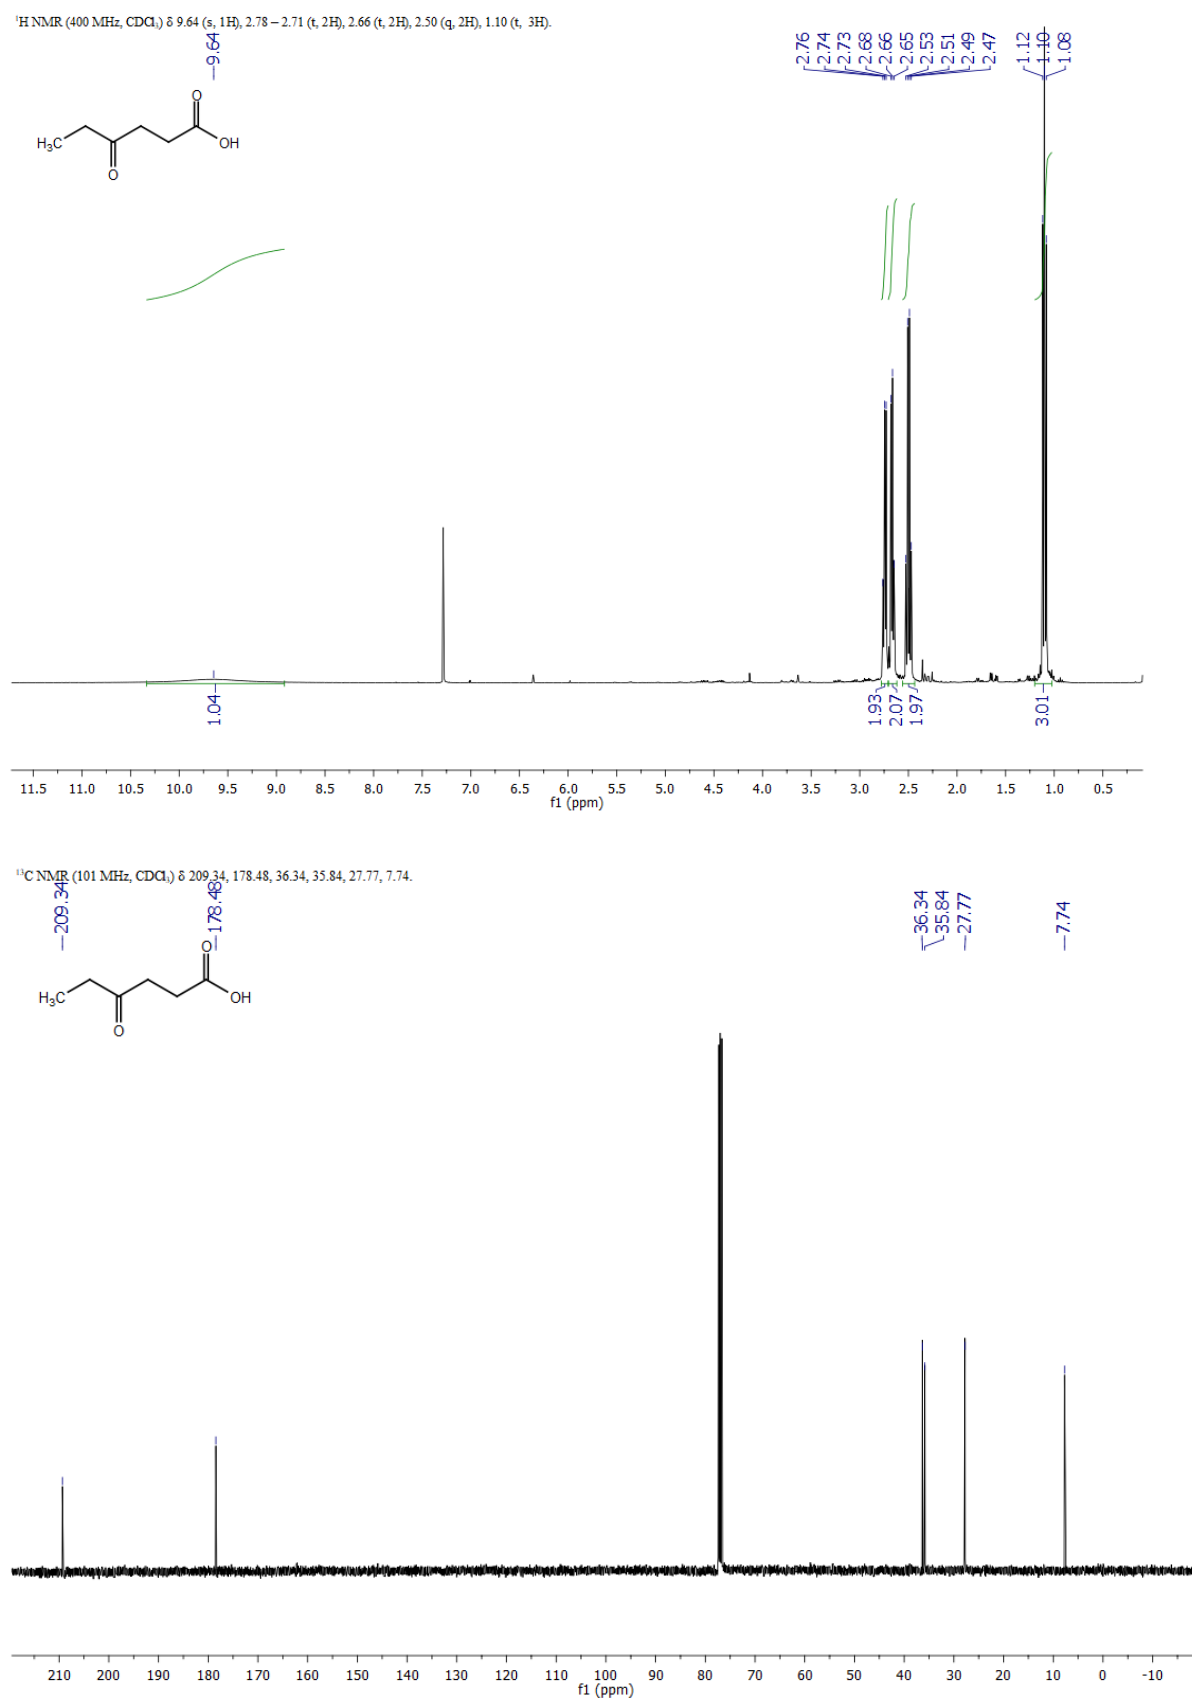 ¹H NMR (400 MHz, CDCl₃) δ 9.64 (s, 1H), 2.78 – 2.71 (t, 2H), 2.66 (t, 2H), 2.50 (q, 2H), 1.10 (t, 3H).
9.64
2.76
2.74
2.73
2.68
2.66
2.65
2.53
2.51
2.49
2.47
1.12
1.10
1.08
O
H₃C
OH
O
1.04
1.93
2.07
1.97
3.01
11.5 11.0 10.5 10.0 9.5 9.0 8.5 8.0 7.5 7.0 6.5 6.0 5.5 5.0 4.5 4.0 3.5 3.0 2.5 2.0 1.5 1.0 0.5
f1 (ppm)
¹³C NMR (101 MHz, CDCl₃) δ 209.34, 178.48, 36.34, 35.84, 27.77, 7.74.
209.34
178.48
36.34
35.84
27.77
7.74
O
H₃C
OH
O
210 200 190 180 170 160 150 140 130 120 110 100 90 80 70 60 50 40 30 20 10 0 -10
f1 (ppm)